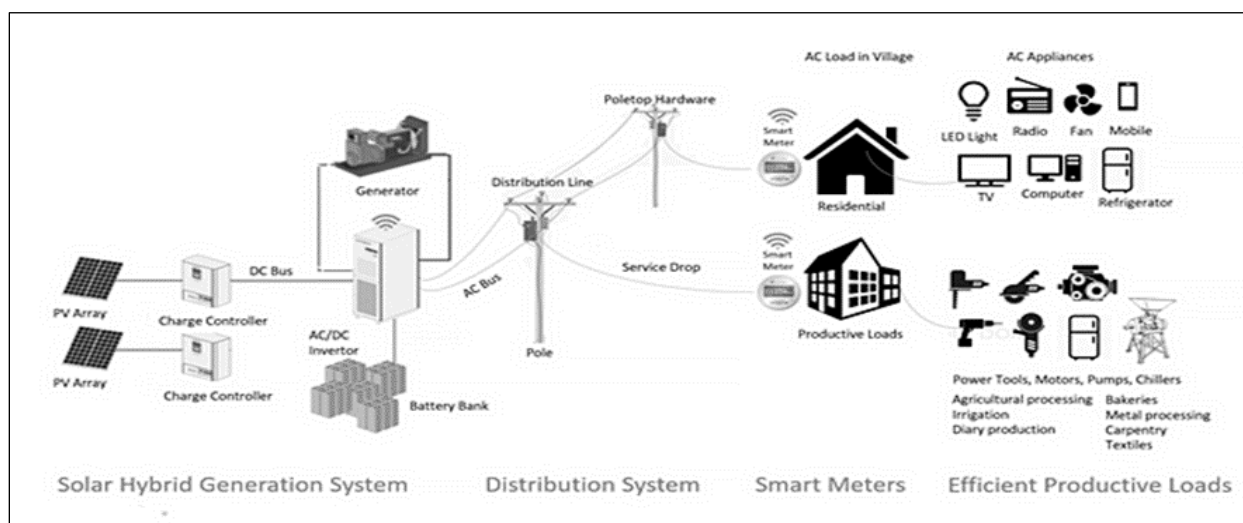 AC Load in Village
AC Appliances
Poletop Hardware
Smart
Meter
LED Light
Radio
Fan
Mobile
Generator
Distribution Line
Residential
TV
Computer
Refrigerator
DC Bus
AC Bus
Service Drop
Smart
Meter
PV Array
Charge Controller
AC/DC
Invertor
Pole
Productive Loads
PV Array
Charge Controller
Battery Bank
Power Tools, Motors, Pumps, Chillers
Agricultural processing
Irrigation
Diary production
Bakeries
Metal processing
Carpentry
Textiles
Solar Hybrid Generation System
Distribution System
Smart Meters
Efficient Productive Loads